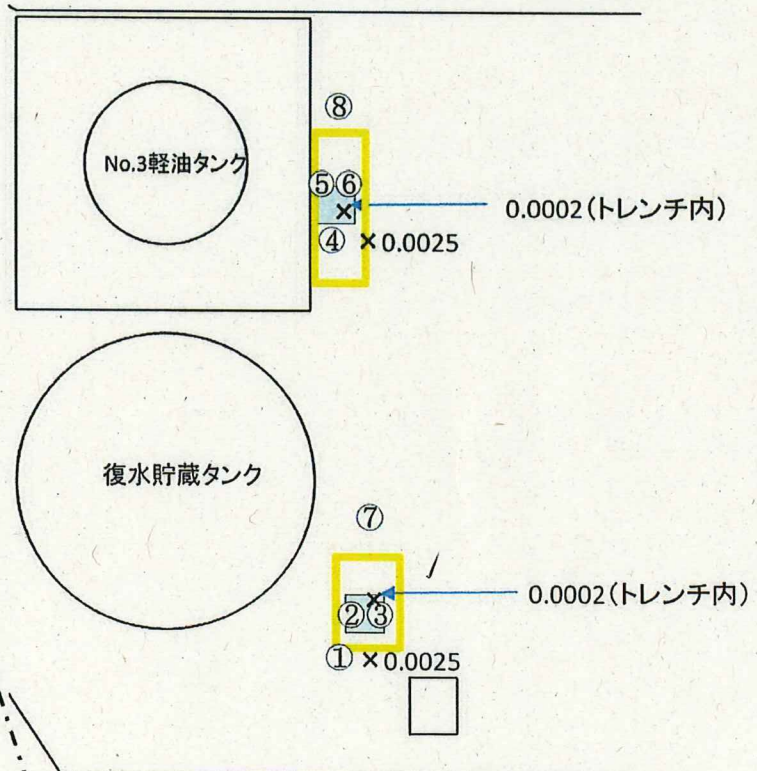 ⑧
No.3軽油タンク
⑤⑥
0.0002(トレンチ内)
④
×0.0025
復水貯蔵タンク
⑦
0.0002(トレンチ内)
②③
① ×0.0025